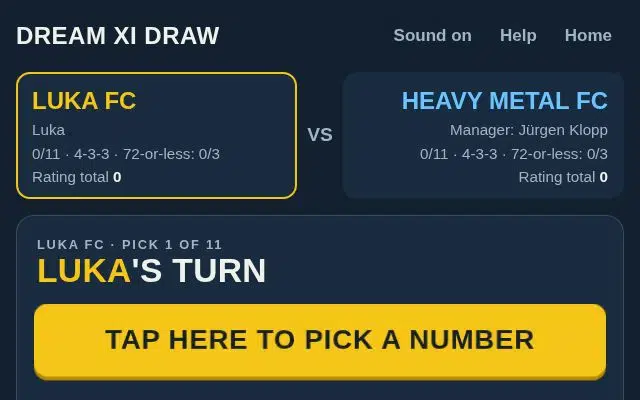 DREAM XI DRAW
Sound on Help Home
LUKA FC
Luka
0/11 · 4-3-3 · 72-or-less: 0/3
Rating total 0
VS
HEAVY METAL FC
Manager: Jürgen Klopp
0/11 · 4-3-3 · 72-or-less: 0/3
Rating total 0
LUKA FC · PICK 1 OF 11
LUKA'S TURN
TAP HERE TO PICK A NUMBER